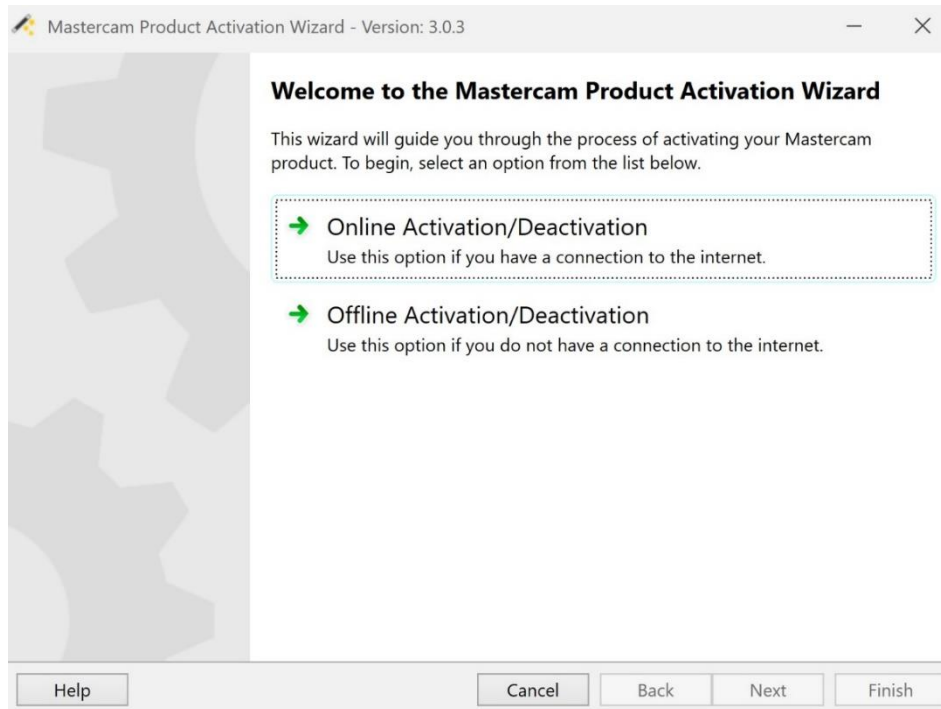 Mastercam Product Activation Wizard - Version: 3.0.3
Welcome to the Mastercam Product Activation Wizard
This wizard will guide you through the process of activating your Mastercam
product. To begin, select an option from the list below.
Online Activation/Deactivation
Use this option if you have a connection to the internet.
Offline Activation/Deactivation
Use this option if you do not have a connection to the internet.
Help Cancel Back Next Finish